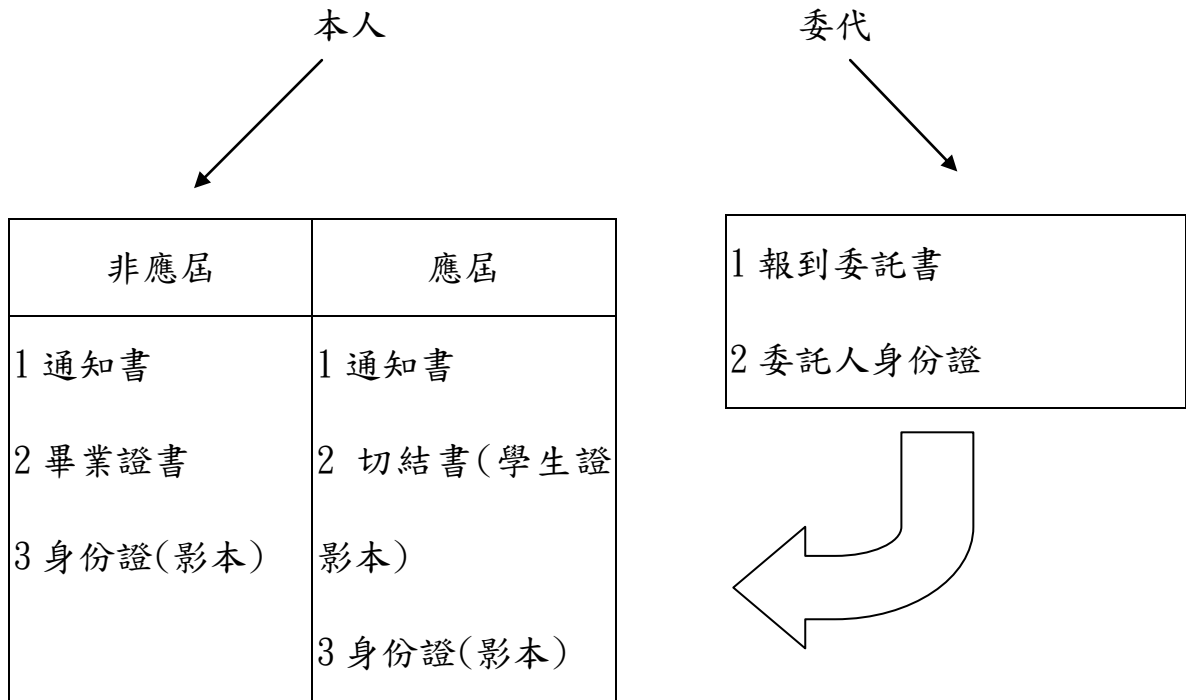 本人
委代
非應屆
應屆
1 通知書
2 畢業證書
3 身份證(影本)
1 通知書
2 切結書(學生證
影本)
3 身份證(影本)
1 報到委託書
2 委託人身份證